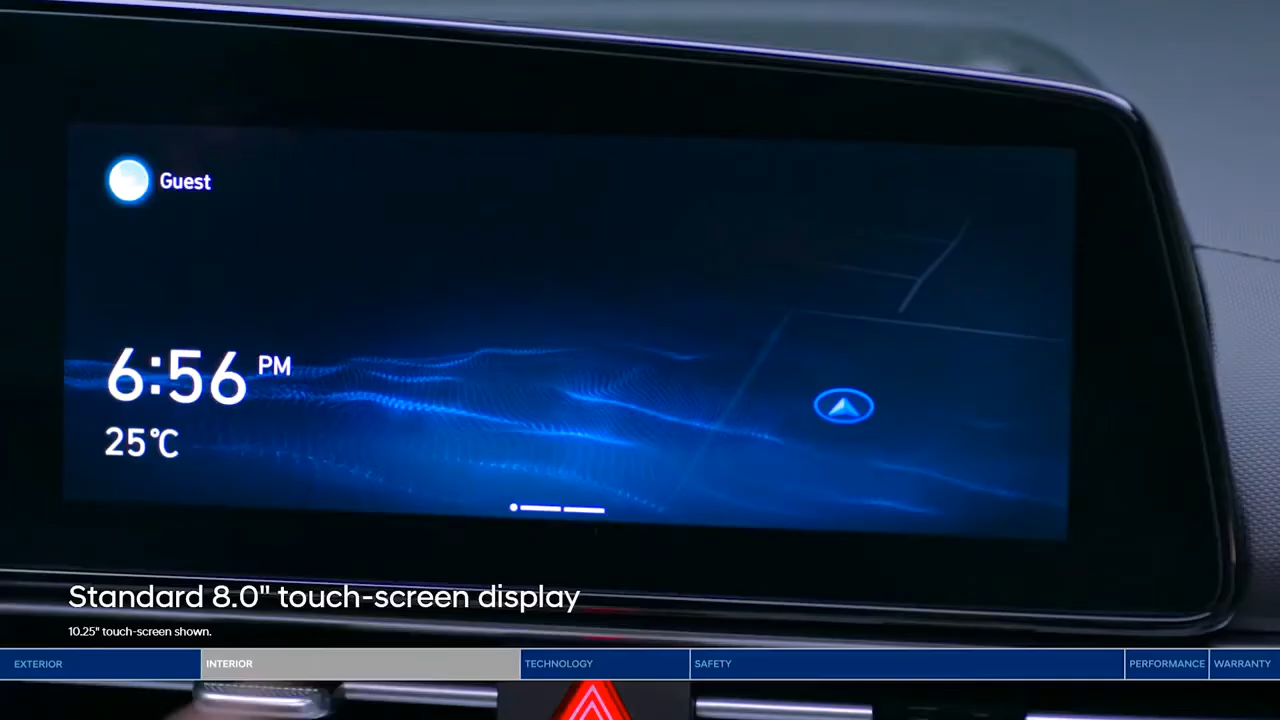 Guest
6:56 PM
25°C
Standard 8.0" touch-screen display
10.25" touch-screen shown.
EXTERIOR
INTERIOR
TECHNOLOGY
SAFETY
PERFORMANCE
WARRANTY